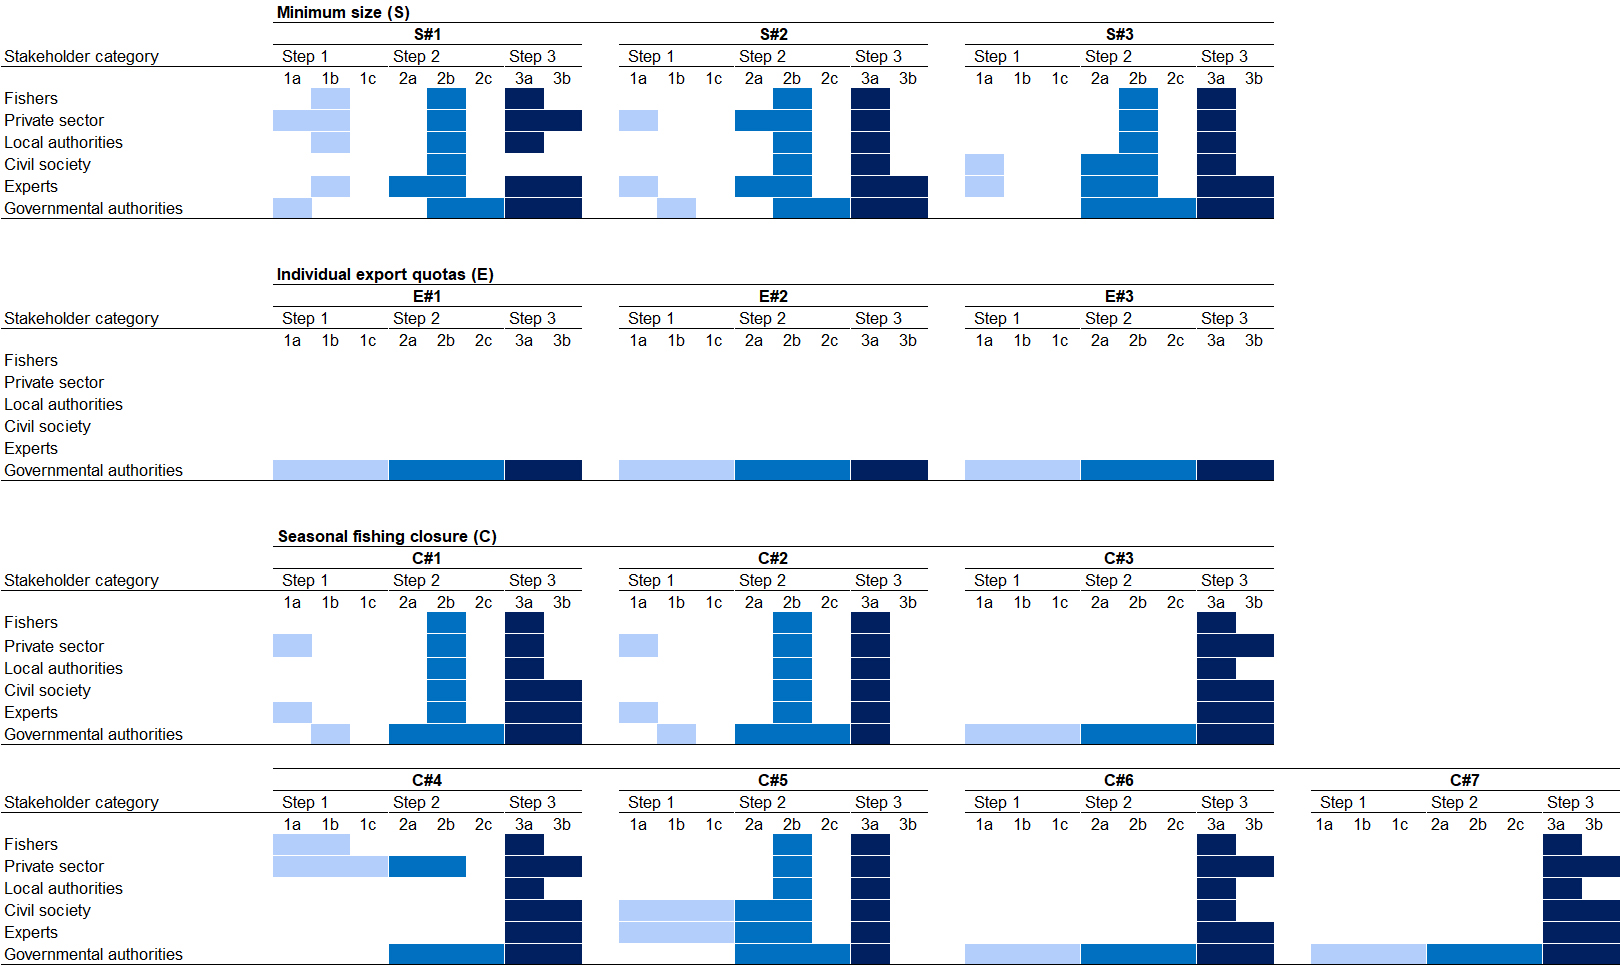 Minimum size (S)
S#1 S#2 S#3
Stakeholder category Step 1 Step 2 Step 3 Step 1 Step 2 Step 3 Step 1 Step 2 Step 3
1a 1b 1c 2a 2b 2c 3a 3b 1a 1b 1c 2a 2b 2c 3a 3b 1a 1b 1c 2a 2b 2c 3a 3b
Fishers
Private sector
Local authorities
Civil society
Experts
Governmental authorities
Individual export quotas (E)
E#1 E#2 E#3
Stakeholder category Step 1 Step 2 Step 3 Step 1 Step 2 Step 3 Step 1 Step 2 Step 3
1a 1b 1c 2a 2b 2c 3a 3b 1a 1b 1c 2a 2b 2c 3a 3b 1a 1b 1c 2a 2b 2c 3a 3b
Fishers
Private sector
Local authorities
Civil society
Experts
Governmental authorities
Seasonal fishing closure (C)
C#1 C#2 C#3
Stakeholder category Step 1 Step 2 Step 3 Step 1 Step 2 Step 3 Step 1 Step 2 Step 3
1a 1b 1c 2a 2b 2c 3a 3b 1a 1b 1c 2a 2b 2c 3a 3b 1a 1b 1c 2a 2b 2c 3a 3b
Fishers
Private sector
Local authorities
Civil society
Experts
Governmental authorities
C#4 C#5 C#6 C#7
Stakeholder category Step 1 Step 2 Step 3 Step 1 Step 2 Step 3 Step 1 Step 2 Step 3 Step 1 Step 2 Step 3
1a 1b 1c 2a 2b 2c 3a 3b 1a 1b 1c 2a 2b 2c 3a 3b 1a 1b 1c 2a 2b 2c 3a 3b 1a 1b 1c 2a 2b 2c 3a 3b
Fishers
Private sector
Local authorities
Civil society
Experts
Governmental authorities